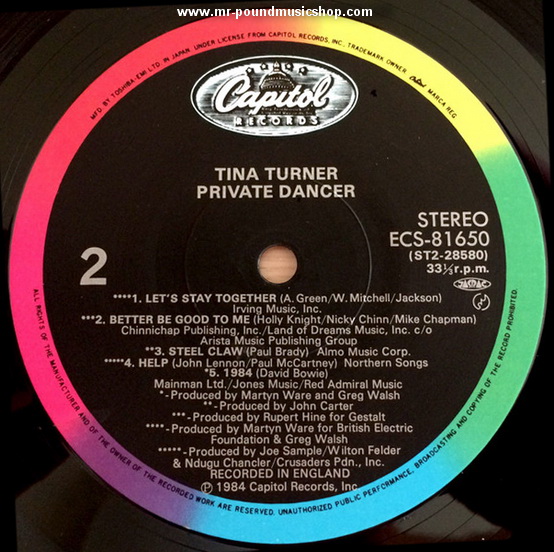 www.mr-poundmusicshop.com
MFD. BY TOSHIBA-EMI LTD. IN JAPAN. UNDER LICENSE FROM CAPITOL RECORDS, INC., TRADEMARK OWNER. MARCA REG.
Capitol
RECORDS
TINA TURNER
PRIVATE DANCER
STEREO
ECS-81650
(ST2-28580)
33⅓r.p.m.
JASRAC
2
*****1. LET'S STAY TOGETHER (A. Green/W. Mitchell/Jackson)
Irving Music, Inc.
***2. BETTER BE GOOD TO ME (Holly Knight/Nicky Chinn/Mike Chapman)
Chinnichap Publishing, Inc./Land of Dreams Music, Inc. c/o
Arista Music Publishing Group
**3. STEEL CLAW (Paul Brady) Almo Music Corp.
*****4. HELP (John Lennon/Paul McCartney) Northern Songs
*5. 1984 (David Bowie)
Mainman Ltd./Jones Music/Red Admiral Music
*-Produced by Martyn Ware and Greg Walsh
**-Produced by John Carter
***-Produced by Rupert Hine for Gestalt
****-Produced by Martyn Ware for British Electric
Foundation & Greg Walsh
*****-Produced by Joe Sample/Wilton Felder
& Ndugu Chancler/Crusaders Pdn., Inc.
RECORDED IN ENGLAND
Ⓟ 1984 Capitol Records, Inc.
ALL RIGHTS OF THE MANUFACTURER AND OF THE OWNER OF THE RECORDED WORK ARE RESERVED. UNAUTHORIZED PUBLIC PERFORMANCE, BROADCASTING AND COPYING OF THE RECORD PROHIBITED.